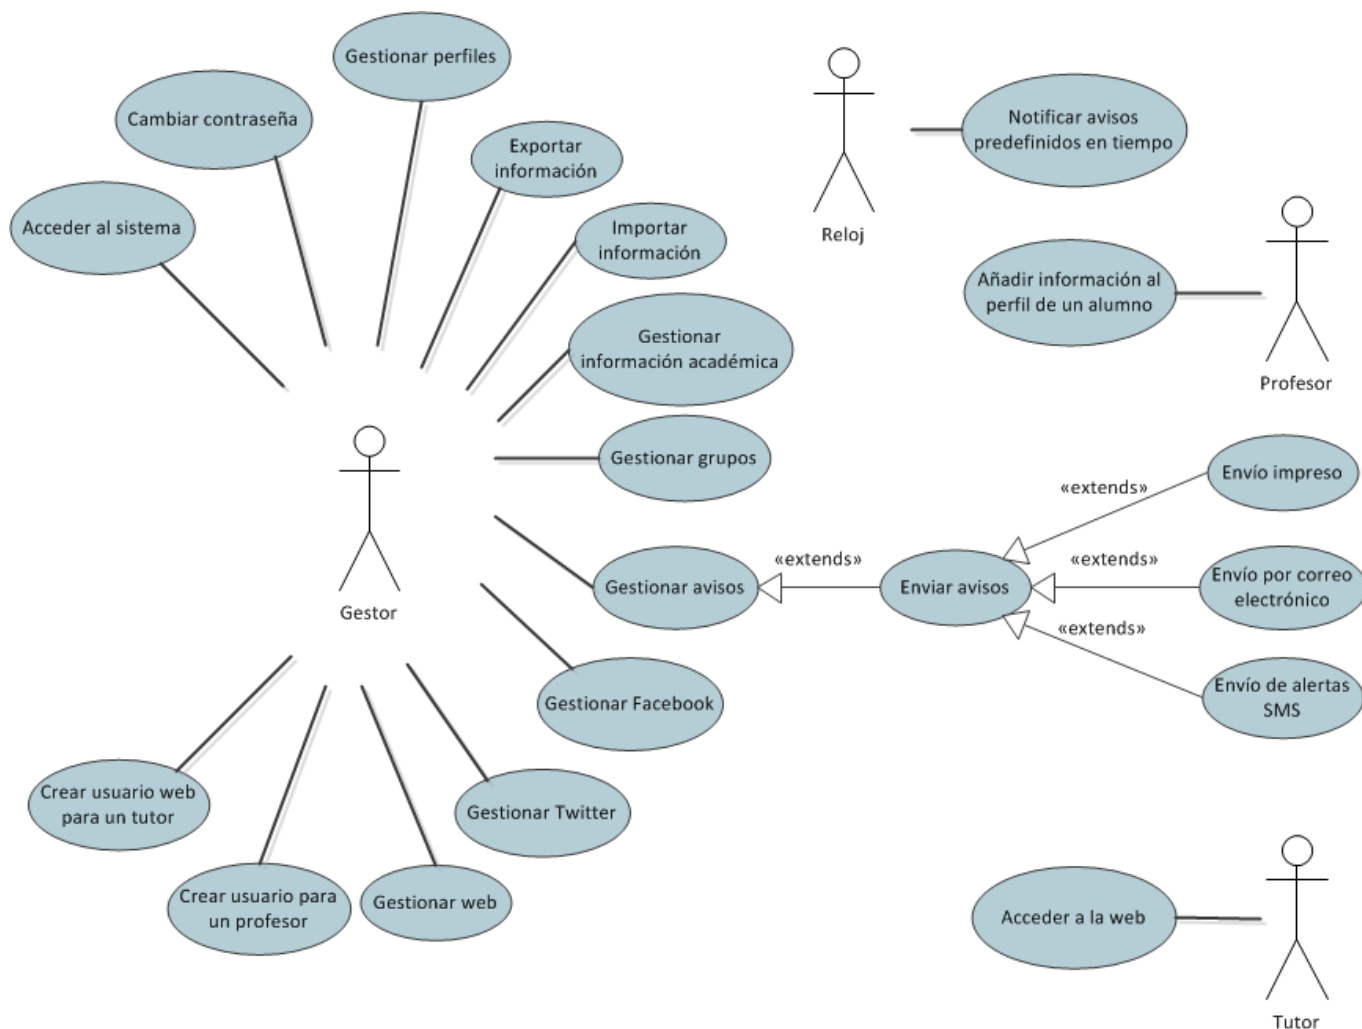 Gestionar perfiles
Cambiar contraseña
Exportar
información
Acceder al sistema
Importar
información
Gestionar
información académica
Gestionar grupos
Notificar avisos
predefinidos en tiempo
Reloj
Añadir información al
perfil de un alumno
Profesor
Gestor
Gestionar avisos
«extends»
Enviar avisos
«extends»
Envío impreso
«extends»
Envío por correo
electrónico
«extends»
Envío de alertas
SMS
Gestionar Facebook
Gestionar Twitter
Crear usuario web
para un tutor
Crear usuario para
un profesor
Gestionar web
Acceder a la web
Tutor